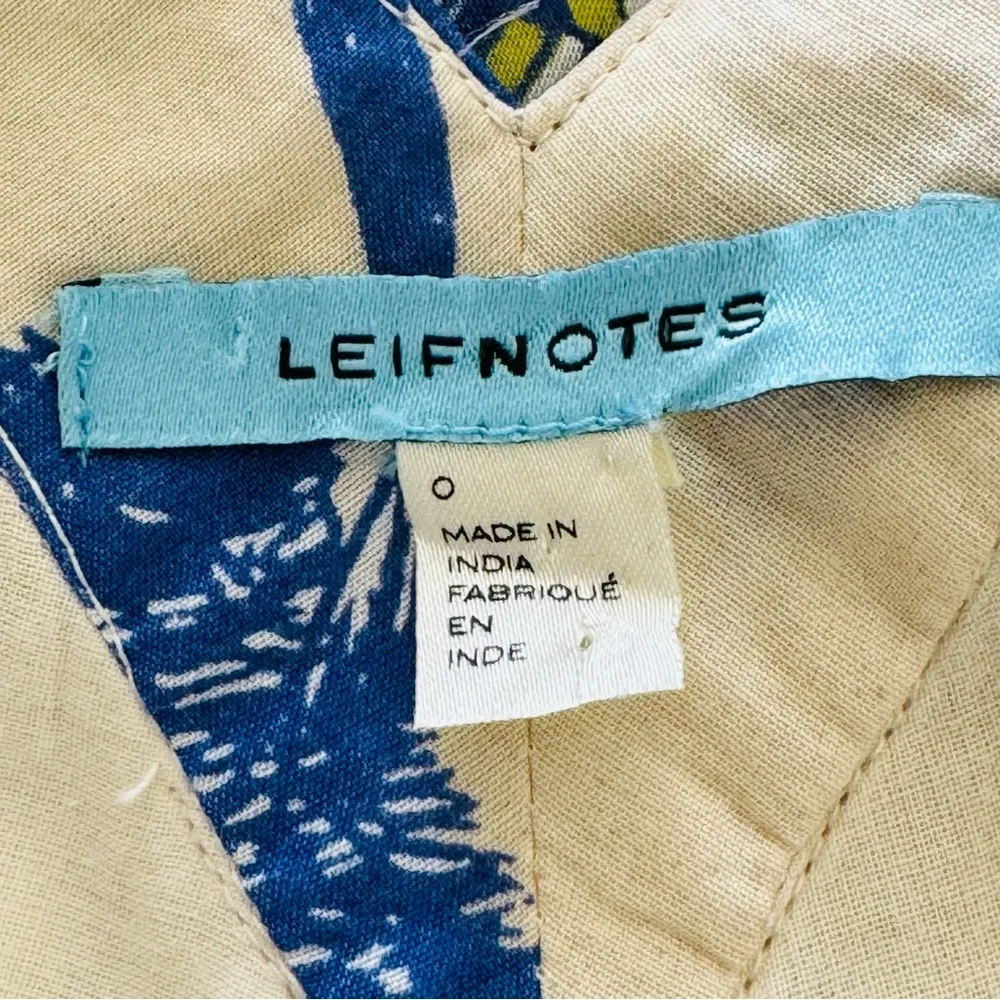 LEIFNOTES
0
MADE IN
INDIA
FABRIQUÉ
EN
INDE